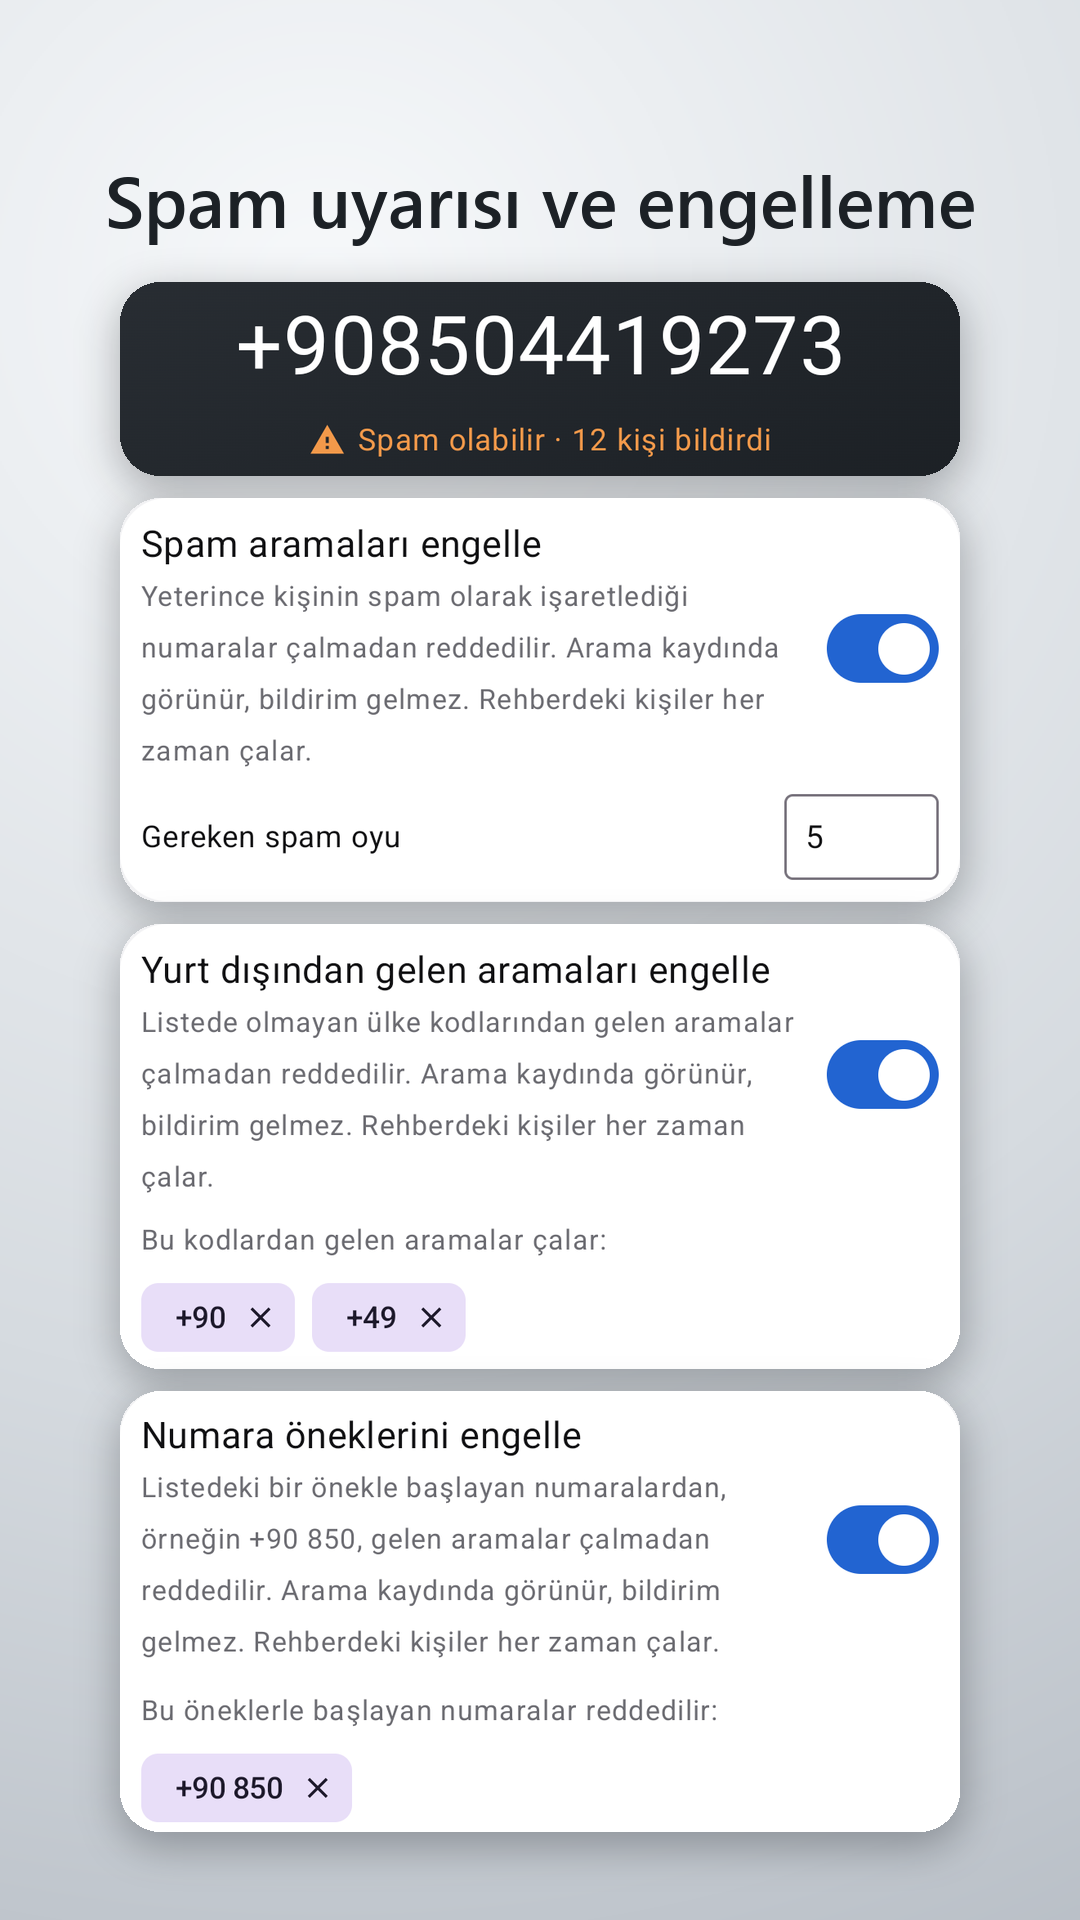 Spam uyarısı ve engelleme
+908504419273
Spam olabilir · 12 kişi bildirdi
Spam aramaları engelle
Yeterince kişinin spam olarak işaretlediği
numaralar çalmadan reddedilir. Arama kaydında
görünür, bildirim gelmez. Rehberdeki kişiler her
zaman çalar.
Gereken spam oyu
5
Yurt dışından gelen aramaları engelle
Listede olmayan ülke kodlarından gelen aramalar
çalmadan reddedilir. Arama kaydında görünür,
bildirim gelmez. Rehberdeki kişiler her zaman
çalar.
Bu kodlardan gelen aramalar çalar:
+90
+49
Numara öneklerini engelle
Listedeki bir önekle başlayan numaralardan,
örneğin +90 850, gelen aramalar çalmadan
reddedilir. Arama kaydında görünür, bildirim
gelmez. Rehberdeki kişiler her zaman çalar.
Bu öneklerle başlayan numaralar reddedilir:
+90 850